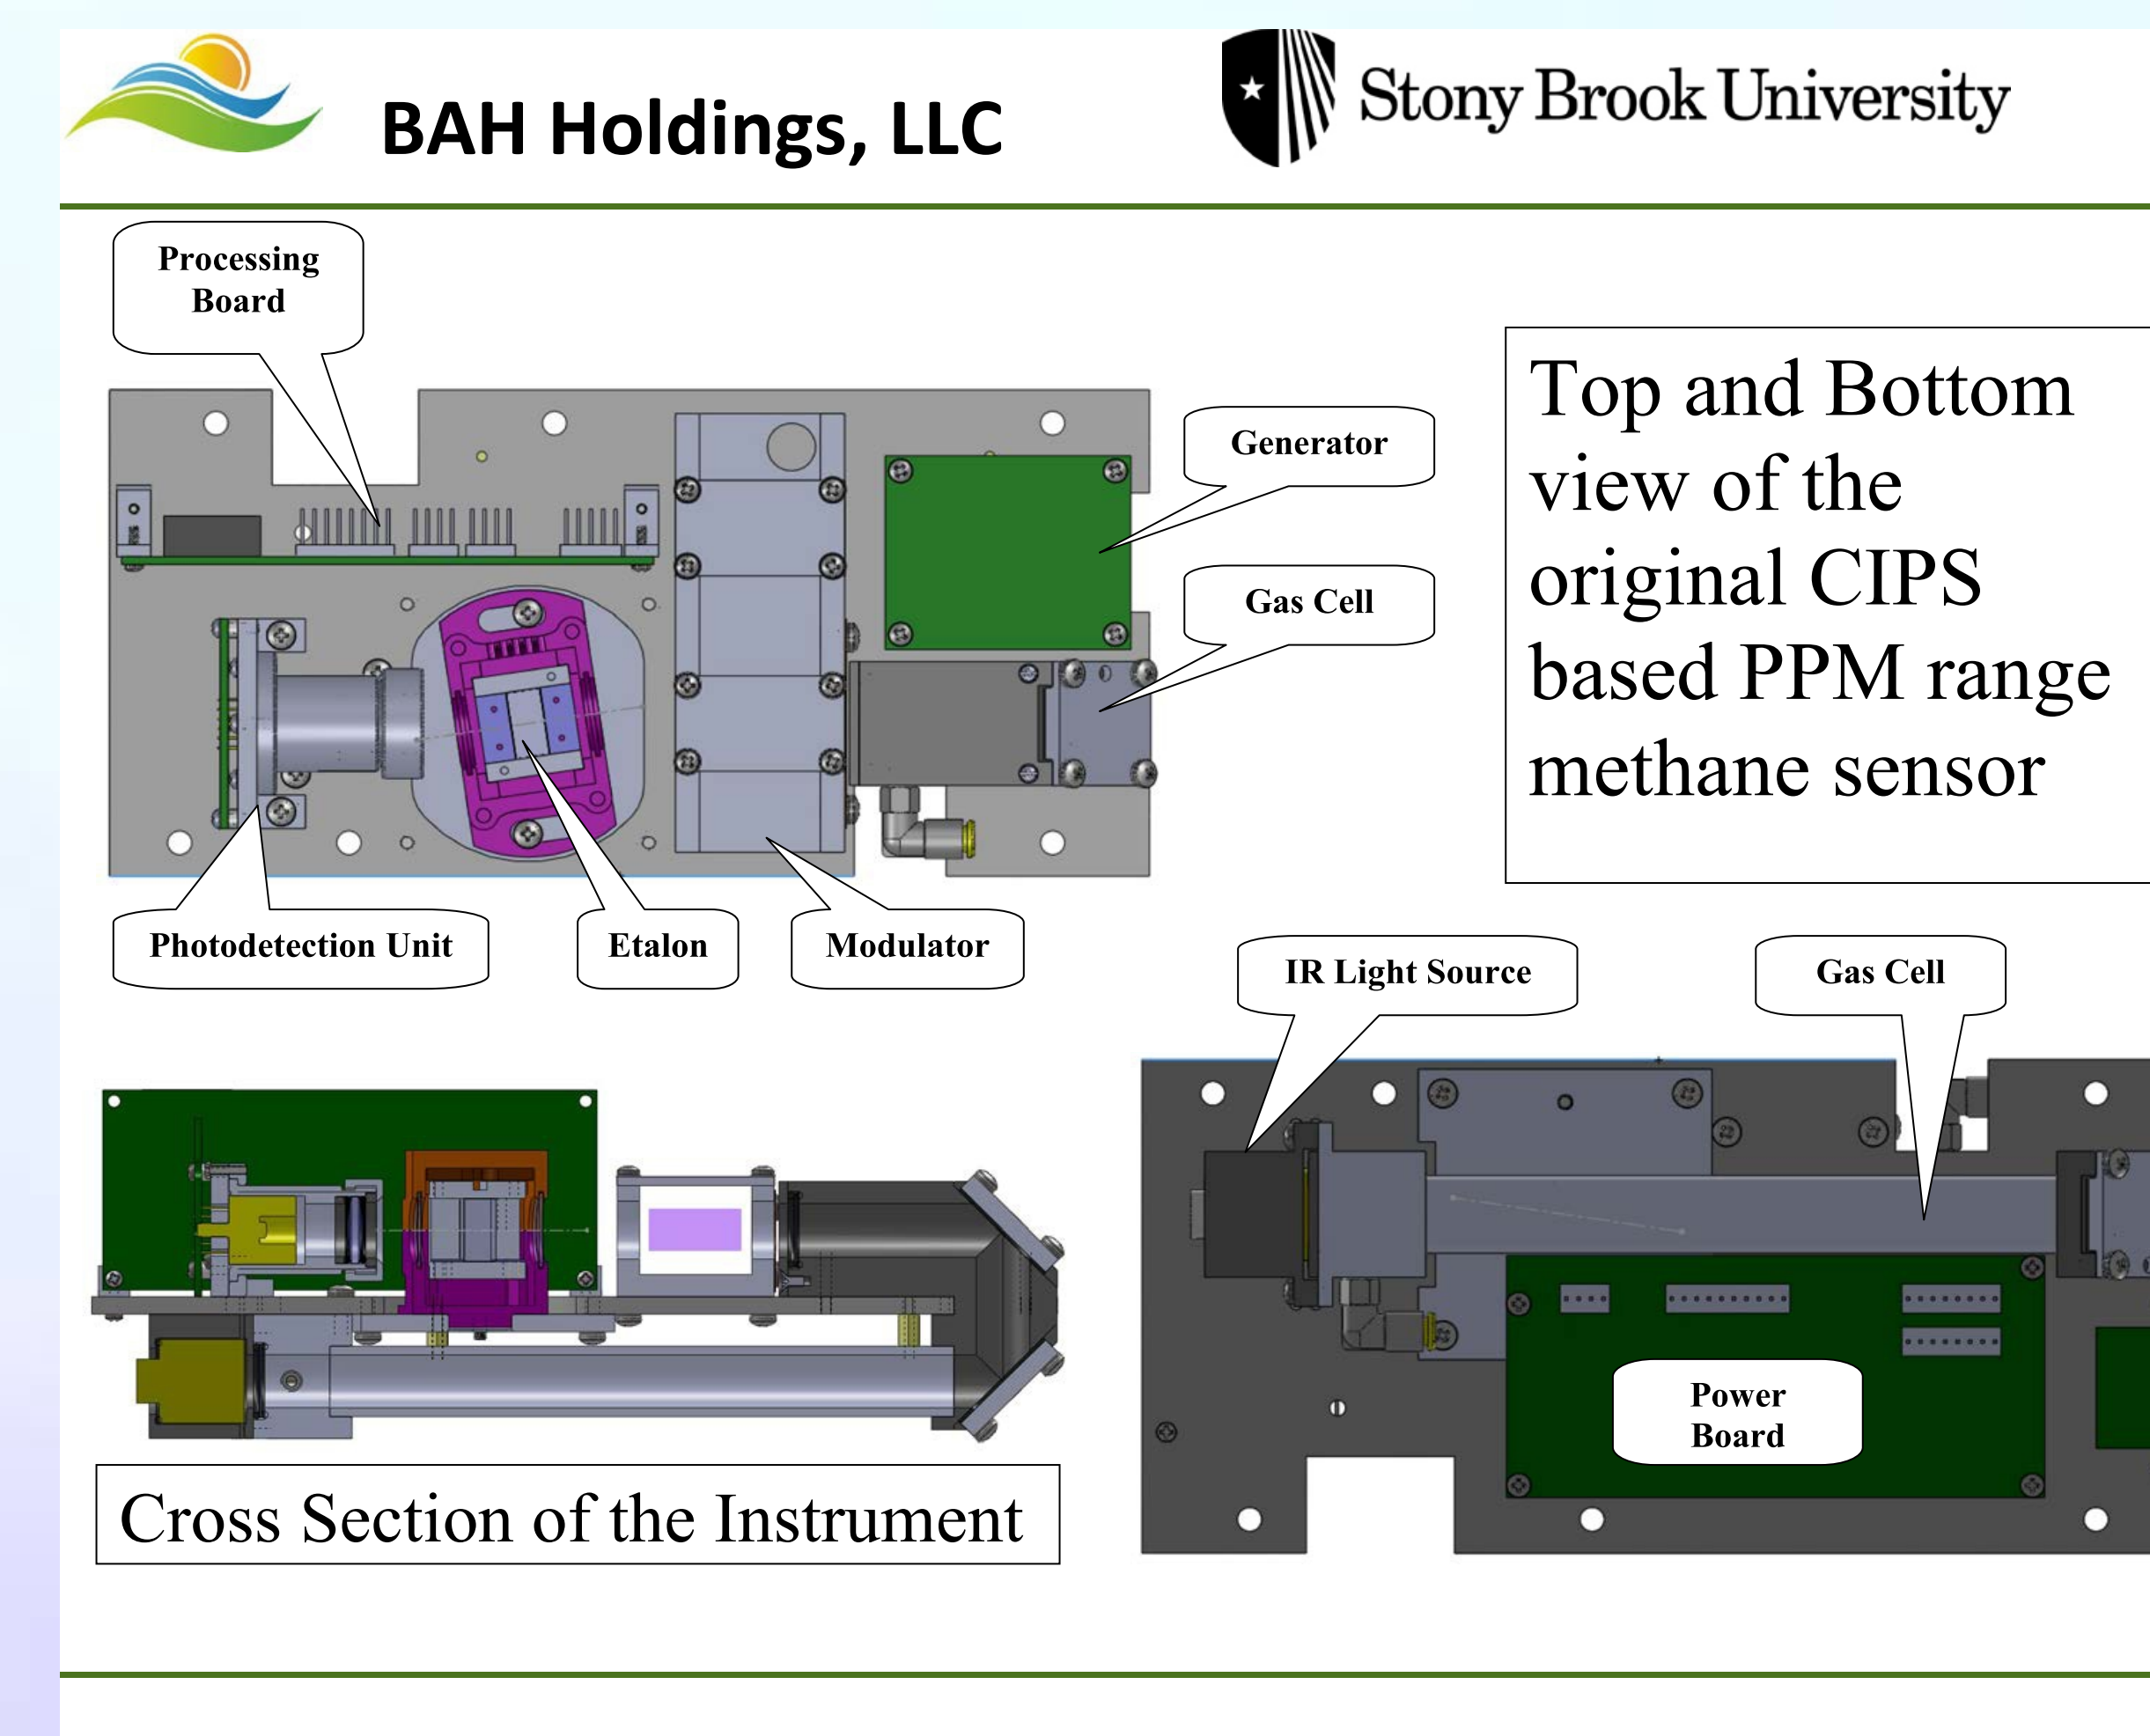 BAH Holdings, LLC
Stony Brook University
Processing
Board
Generator
Gas Cell
Top and Bottom
view of the
original CIPS
based PPM range
methane sensor
Photodetection Unit
Etalon
Modulator
IR Light Source
Gas Cell
Power
Board
Cross Section of the Instrument